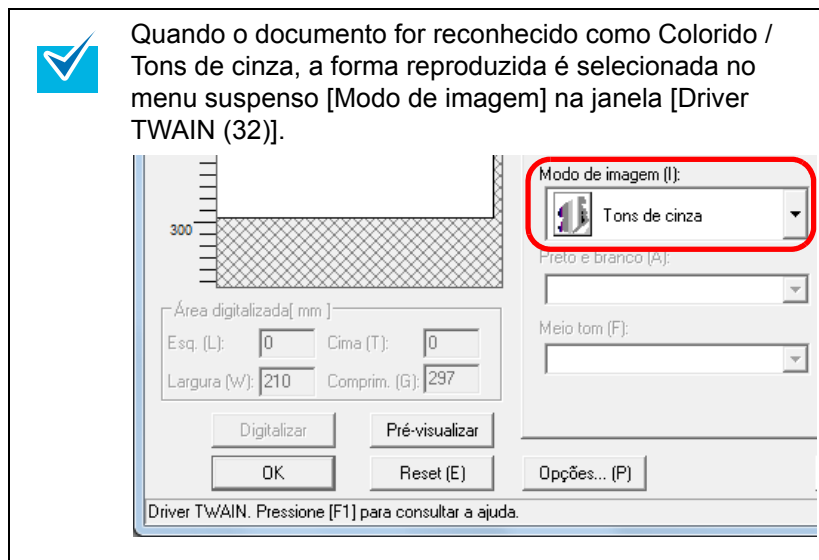 Quando o documento for reconhecido como Colorido /
Tons de cinza, a forma reproduzida é selecionada no
menu suspenso [Modo de imagem] na janela [Driver
TWAIN (32)].
Modo de imagem (I):
Tons de cinza
300
Preto e branco (A):
Área digitalizada[ mm ]
Esq. (L): 0 Cima (T): 0
Meio tom (F):
Largura (W): 210 Comprim. (G): 297
Digitalizar Pré-visualizar
OK Reset (E) Opções... (P)
Driver TWAIN. Pressione [F1] para consultar a ajuda.